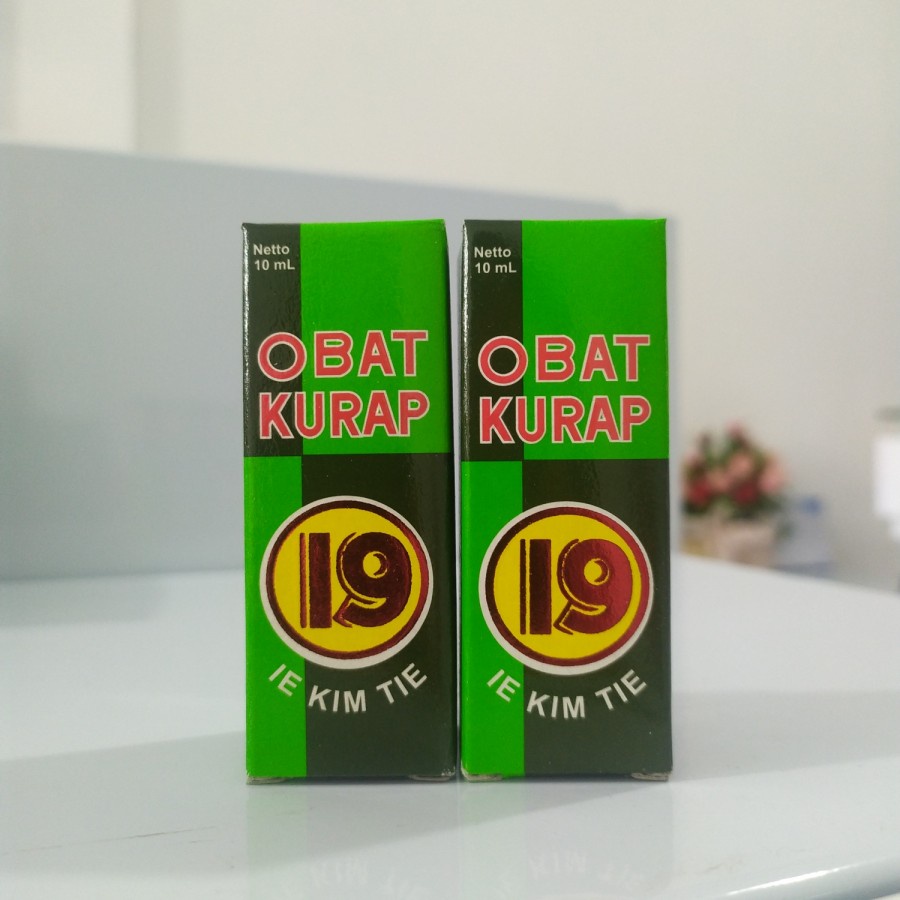 Netto
10 mL
OBAT
KURAP
19
IE KIM TIE
Netto
10 mL
OBAT
KURAP
19
IE KIM TIE